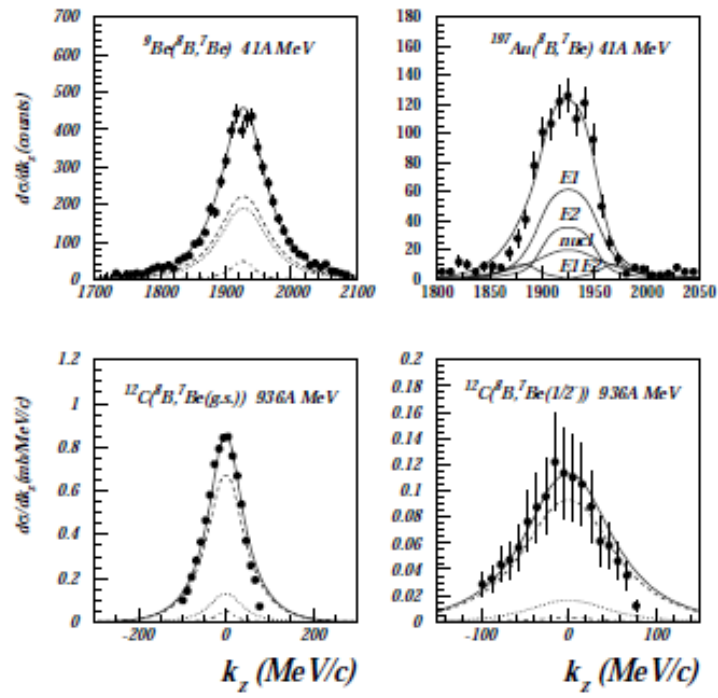 ⁹Be(⁸B,⁷Be) 41A MeV
dσ/dk_z (counts)
700
600
500
400
300
200
100
0
1700 1800 1900 2000 2100
¹⁹⁷Au(⁸B,⁷Be) 41A MeV
180
160
140
120
100
80
60
40
20
0
E1
E2
nucl
E1 E2
1800 1850 1900 1950 2000 2050
¹²C(⁸B,⁷Be(g.s.)) 936A MeV
dσ/dk_z (mb/MeV/c)
1.2
1
0.8
0.6
0.4
0.2
0
-200 0 200
k_z (MeV/c)
¹²C(⁸B,⁷Be(1/2⁻)) 936A MeV
0.2
0.18
0.16
0.14
0.12
0.1
0.08
0.06
0.04
0.02
0
-100 0 100
k_z (MeV/c)